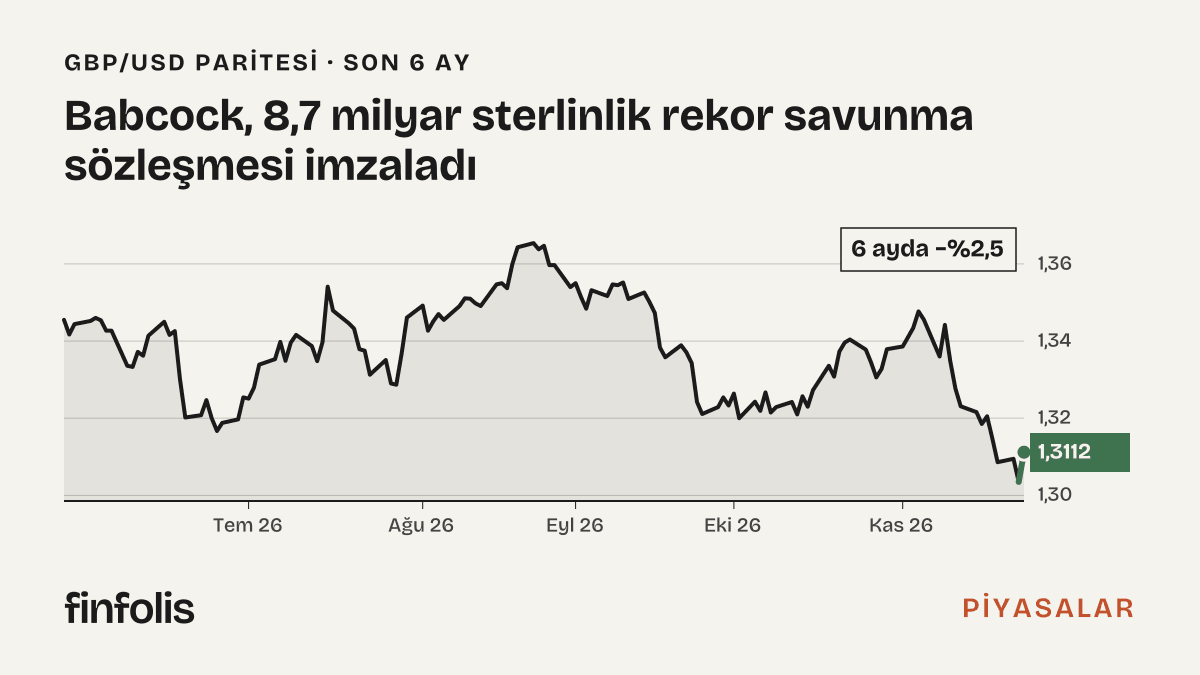 GBP/USD PARİTESİ · SON 6 AY
Babcock, 8,7 milyar sterlinlik rekor savunma
sözleşmesi imzaladı
6 ayda -%2,5
1,36
1,34
1,32
1,3112
1,30
Tem 26
Ağu 26
Eyl 26
Eki 26
Kas 26
finfolis
PİYASALAR